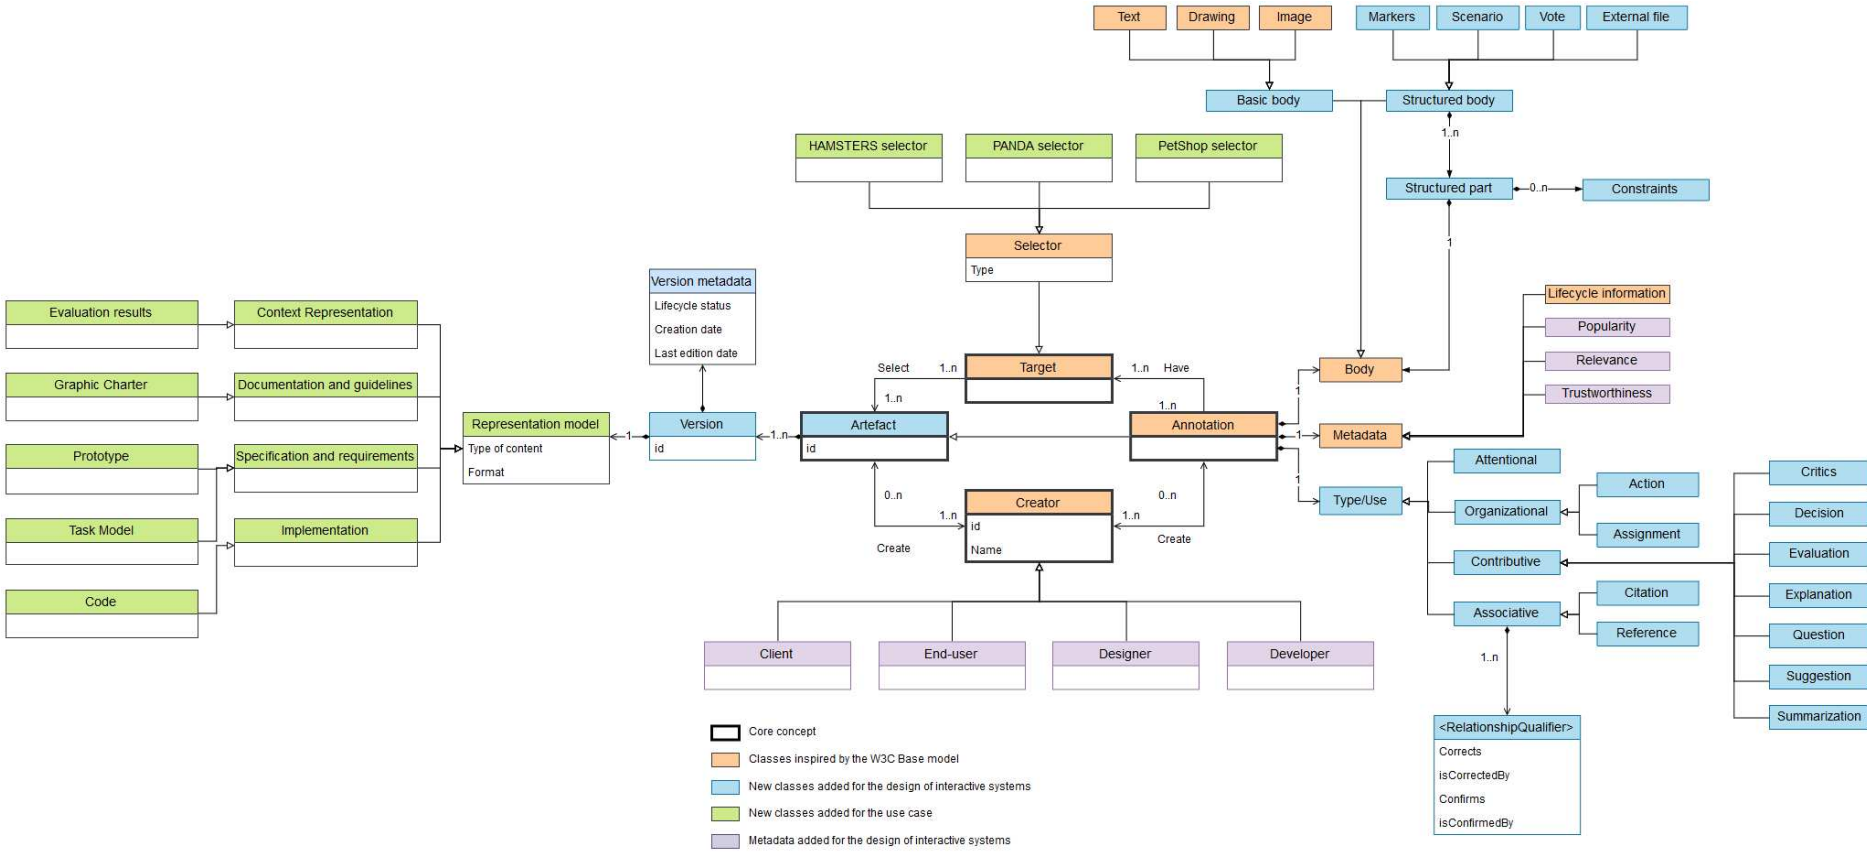 Text
Drawing
Image
Markers
Scenario
Vote
External file
Basic body
Structured body
1..n
HAMSTERS selector
PANDA selector
PetShop selector
Structured part
0..n
Constraints
1
Selector
Type
Version metadata
Lifecycle status
Creation date
Last edition date
Lifecycle information
Popularity
Relevance
Trustworthiness
Evaluation results
Context Representation
Graphic Charter
Documentation and guidelines
Select
1..n
Target
1..n
Have
Body
1
1..n
1..n
Representation model
Type of content
Format
1
Version
id
1..n
Artefact
id
Annotation
1
Metadata
Prototype
Specification and requirements
1
Type/Use
Attentional
Organizational
Contributive
Associative
Action
Assignment
Citation
Reference
Critics
Decision
Evaluation
Explanation
Question
Suggestion
Summarization
Task Model
Implementation
Code
0..n
1..n
Create
Creator
id
Name
0..n
1..n
Create
1..n
Client
End-user
Designer
Developer
<RelationshipQualifier>
Corrects
isCorrectedBy
Confirms
isConfirmedBy
Core concept
Classes inspired by the W3C Base model
New classes added for the design of interactive systems
New classes added for the use case
Metadata added for the design of interactive systems